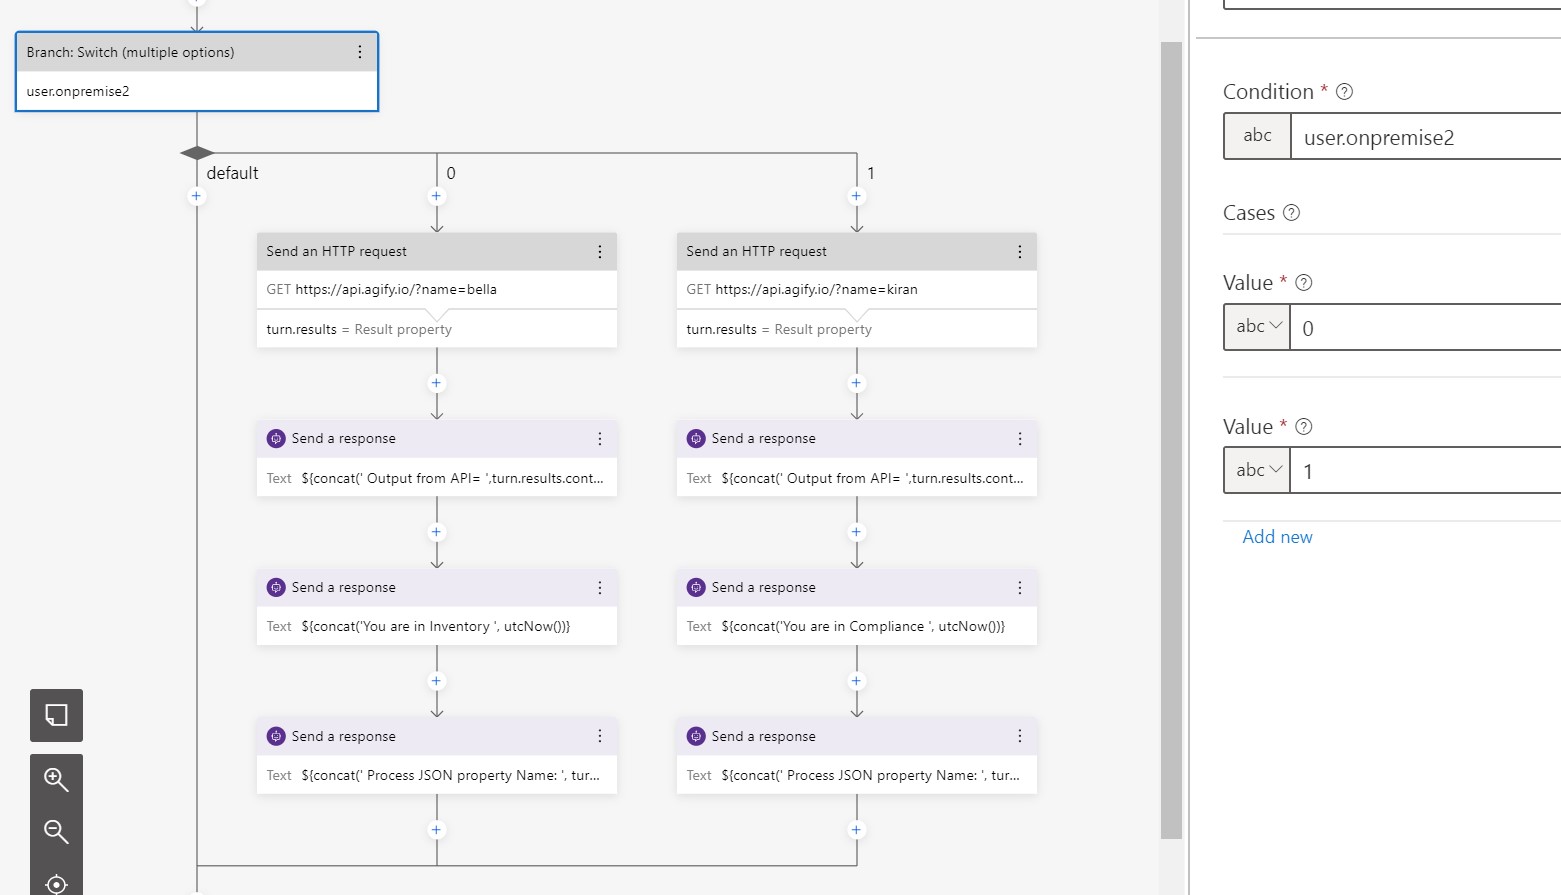 Branch: Switch (multiple options)
user.onpremise2
default
0
1
Send an HTTP request
GET https://api.agify.io/?name=bella
turn.results = Result property
Send a response
Text ${concat(' Output from API= ',turn.results.cont...
Send a response
Text ${concat('You are in Inventory ', utcNow())}
Send a response
Text ${concat(' Process JSON property Name: ', tur...
Send an HTTP request
GET https://api.agify.io/?name=kiran
turn.results = Result property
Send a response
Text ${concat(' Output from API= ',turn.results.cont...
Send a response
Text ${concat('You are in Compliance ', utcNow())}
Send a response
Text ${concat(' Process JSON property Name: ', tur...
Condition *
abc user.onpremise2
Cases
Value *
abc 0
Value *
abc 1
Add new